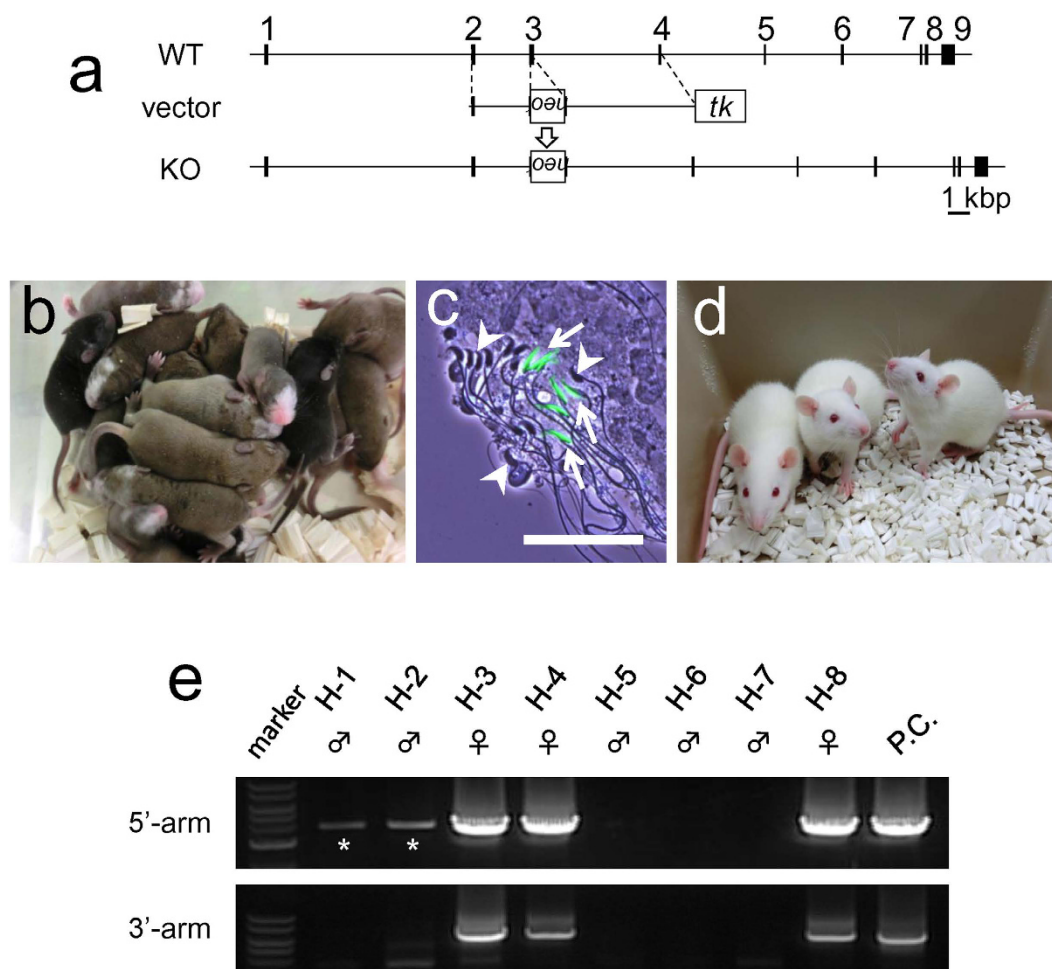 a
1 2 3 4 5 6 7 8 9
WT
vector
neo
tk
KO
neo
1 kbp
b
c
d
e
marker H-1 H-2 H-3 H-4 H-5 H-6 H-7 H-8 P.C.
♂ ♂ ♀ ♀ ♂ ♂ ♂ ♀
5'-arm
* *
3'-arm